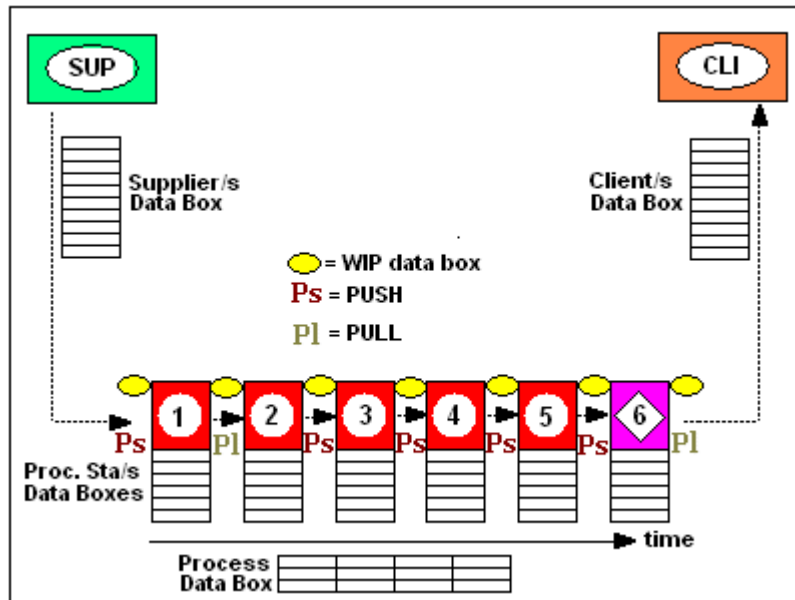 SUP
CLI
Supplier/s
Data Box
Client/s
Data Box
= WIP data box
Ps = PUSH
Pl = PULL
1
2
3
4
5
6
Ps
Pl
Ps
Ps
Ps
Ps
Pl
Proc. Sta/s
Data Boxes
time
Process
Data Box